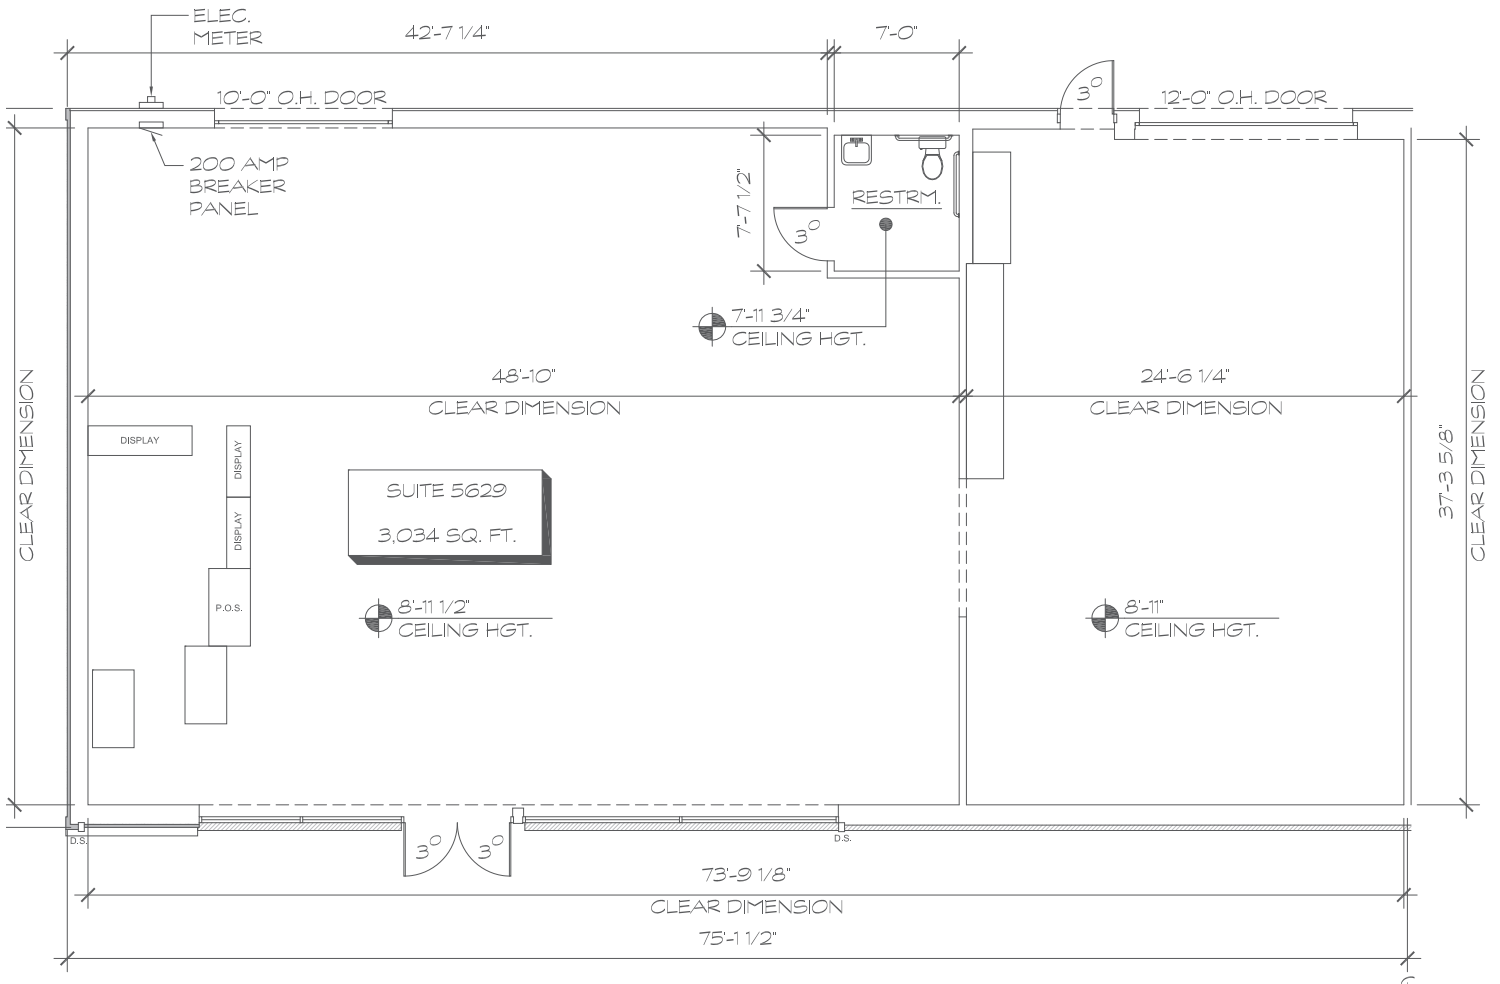 ELEC.
METER
42'-7 1/4"
7'-0"
10'-0" O.H. DOOR
3⁰
12'-0" O.H. DOOR
200 AMP
BREAKER
PANEL
7'-7 1/2"
RESTRM.
3⁰
7'-11 3/4"
CEILING HGT.
48'-10"
CLEAR DIMENSION
24'-6 1/4"
CLEAR DIMENSION
CLEAR DIMENSION
37'-3 5/8"
CLEAR DIMENSION
DISPLAY
DISPLAY
DISPLAY
P.O.S.
SUITE 5629
3,034 SQ. FT.
8'-11 1/2"
CEILING HGT.
8'-11"
CEILING HGT.
D.S.
3⁰
3⁰
D.S.
73'-9 1/8"
CLEAR DIMENSION
75'-1 1/2"